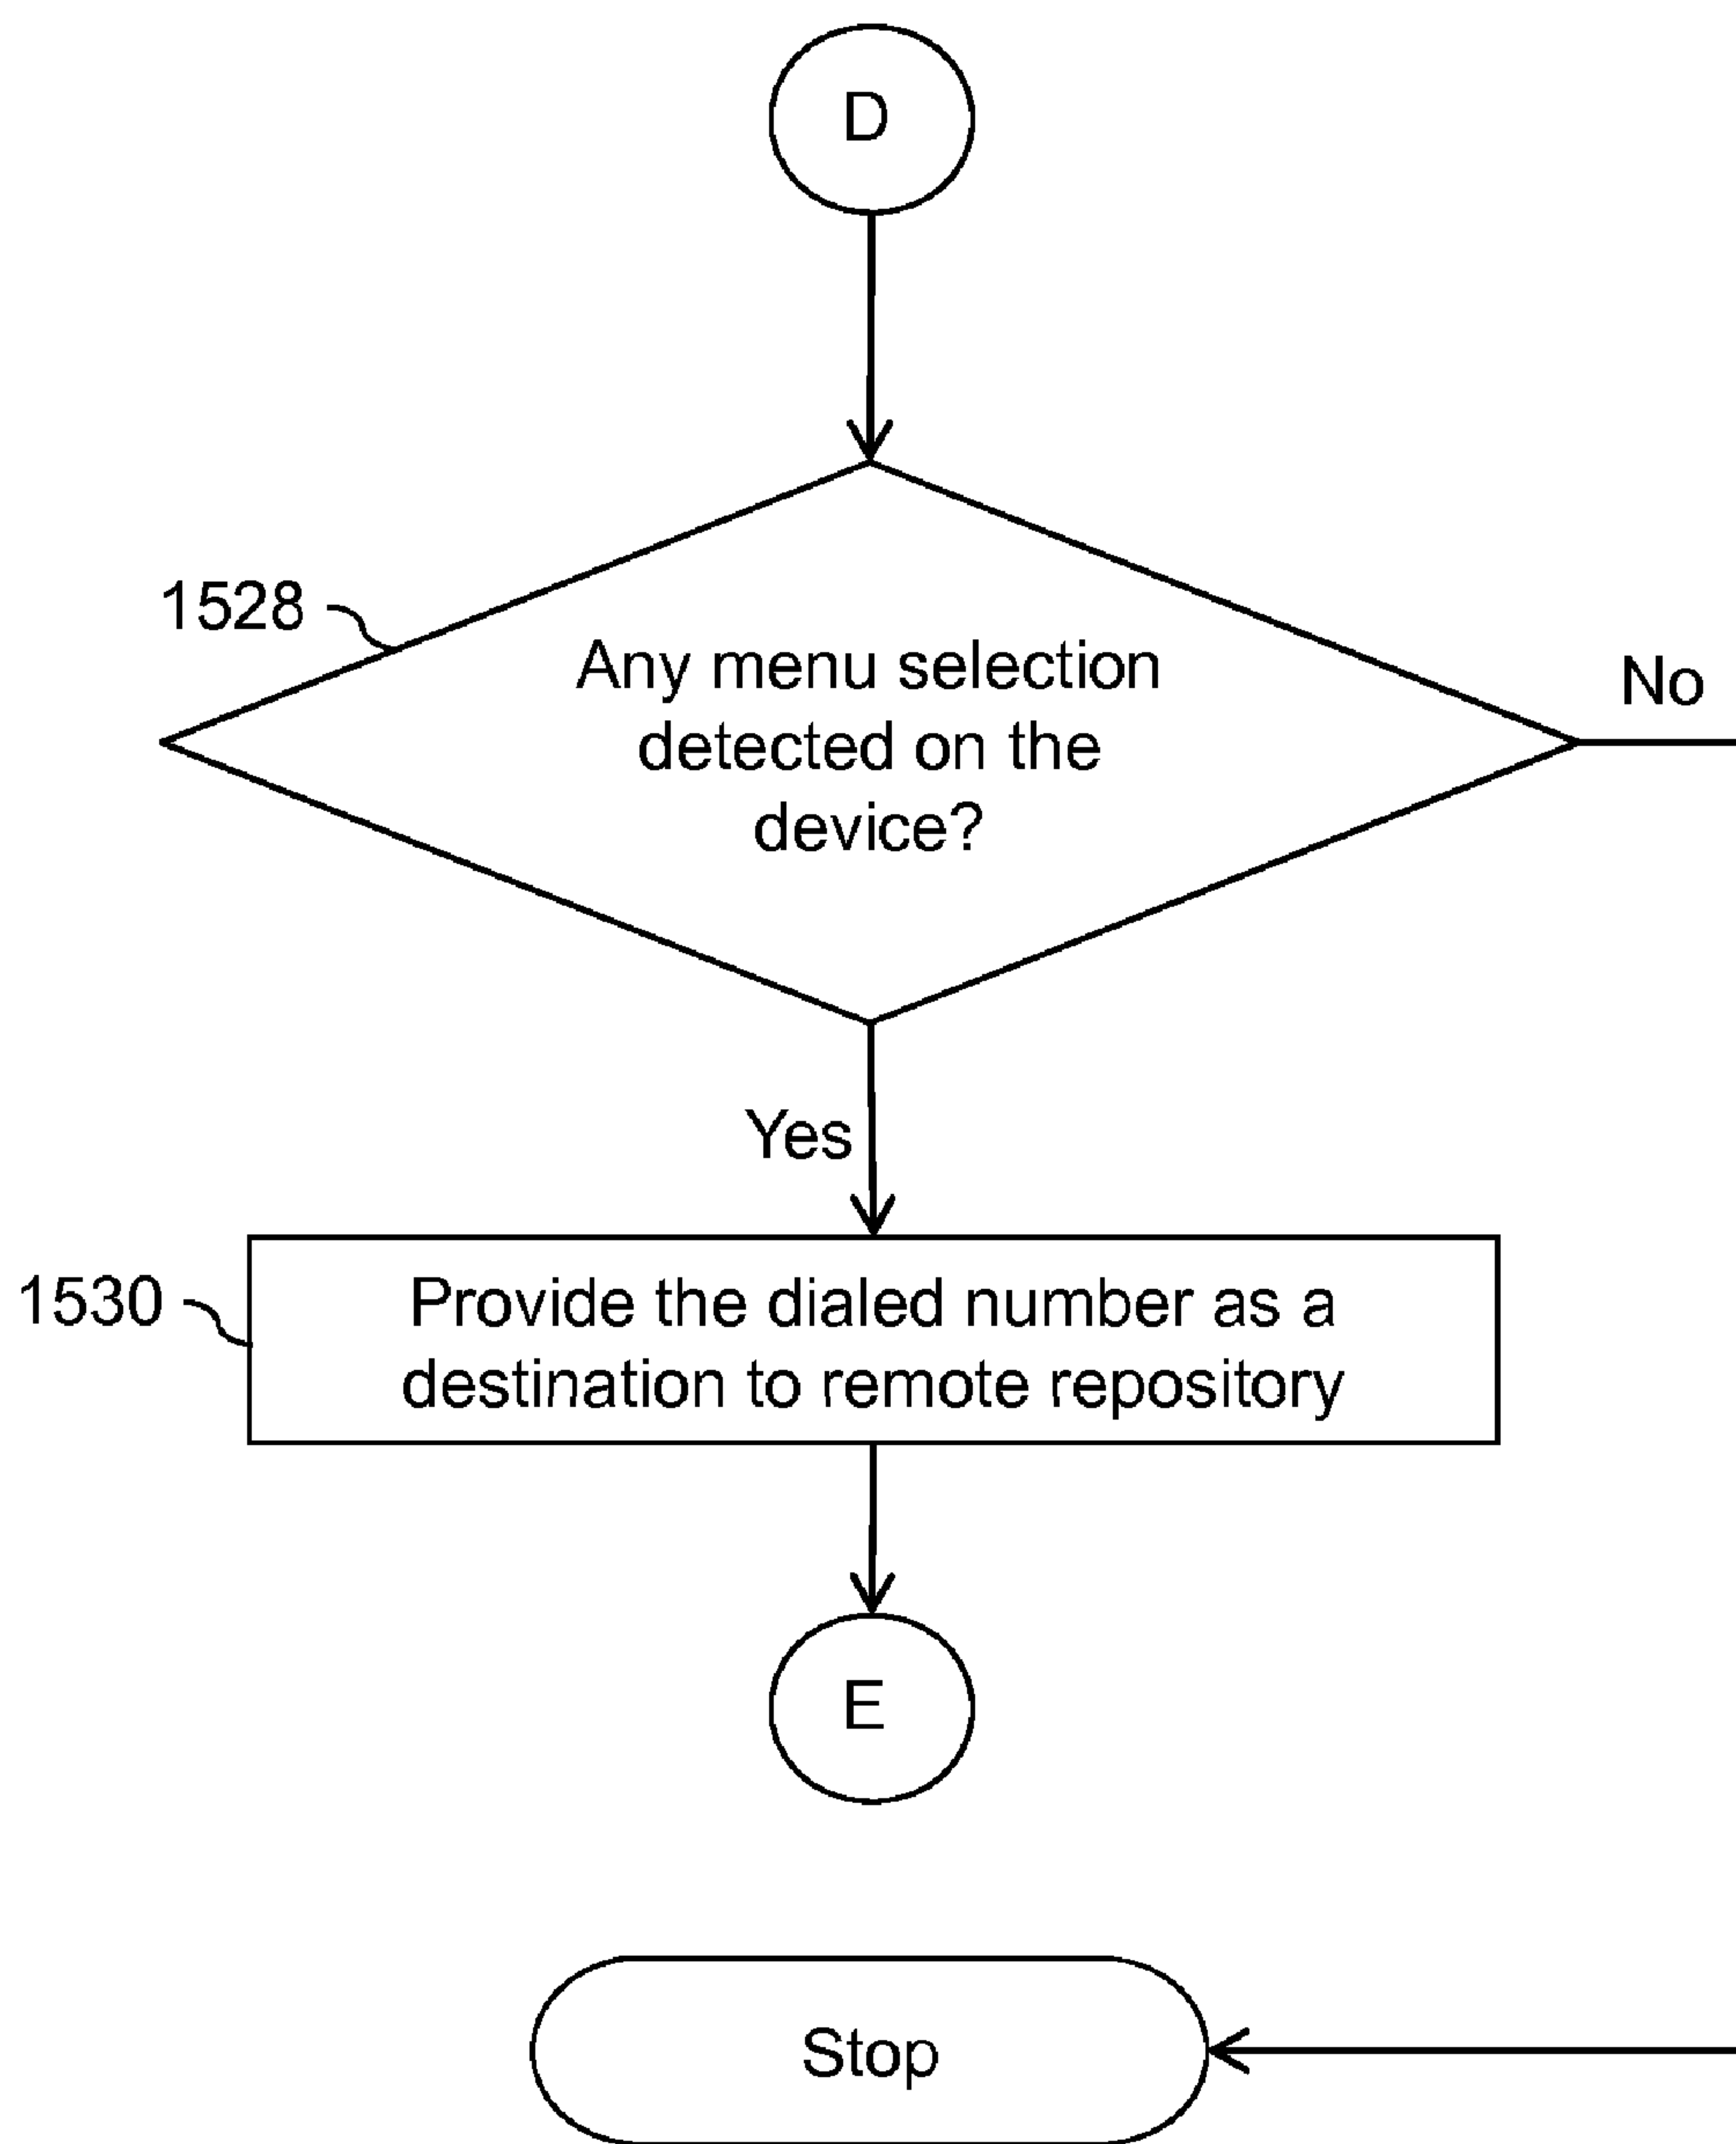 D
1528
Any menu selection
detected on the
device?
No
Yes
1530
Provide the dialed number as a
destination to remote repository
E
Stop